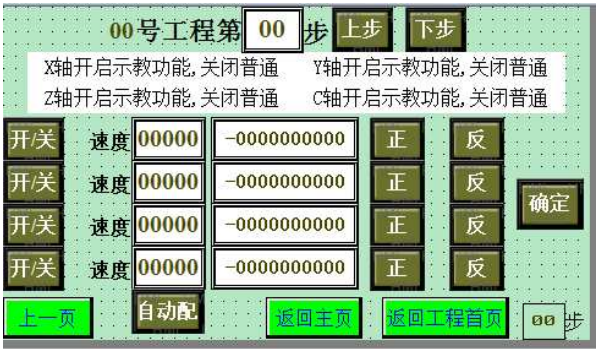 00号工程第 00 步 上步 下步
X轴开启示教功能,关闭普通 Y轴开启示教功能,关闭普通
Z轴开启示教功能,关闭普通 C轴开启示教功能,关闭普通
开/关 速度 00000 -0000000000 正 反
开/关 速度 00000 -0000000000 正 反
确定
开/关 速度 00000 -0000000000 正 反
开/关 速度 00000 -0000000000 正 反
上一页 自动配 返回主页 返回工程首页 00 步